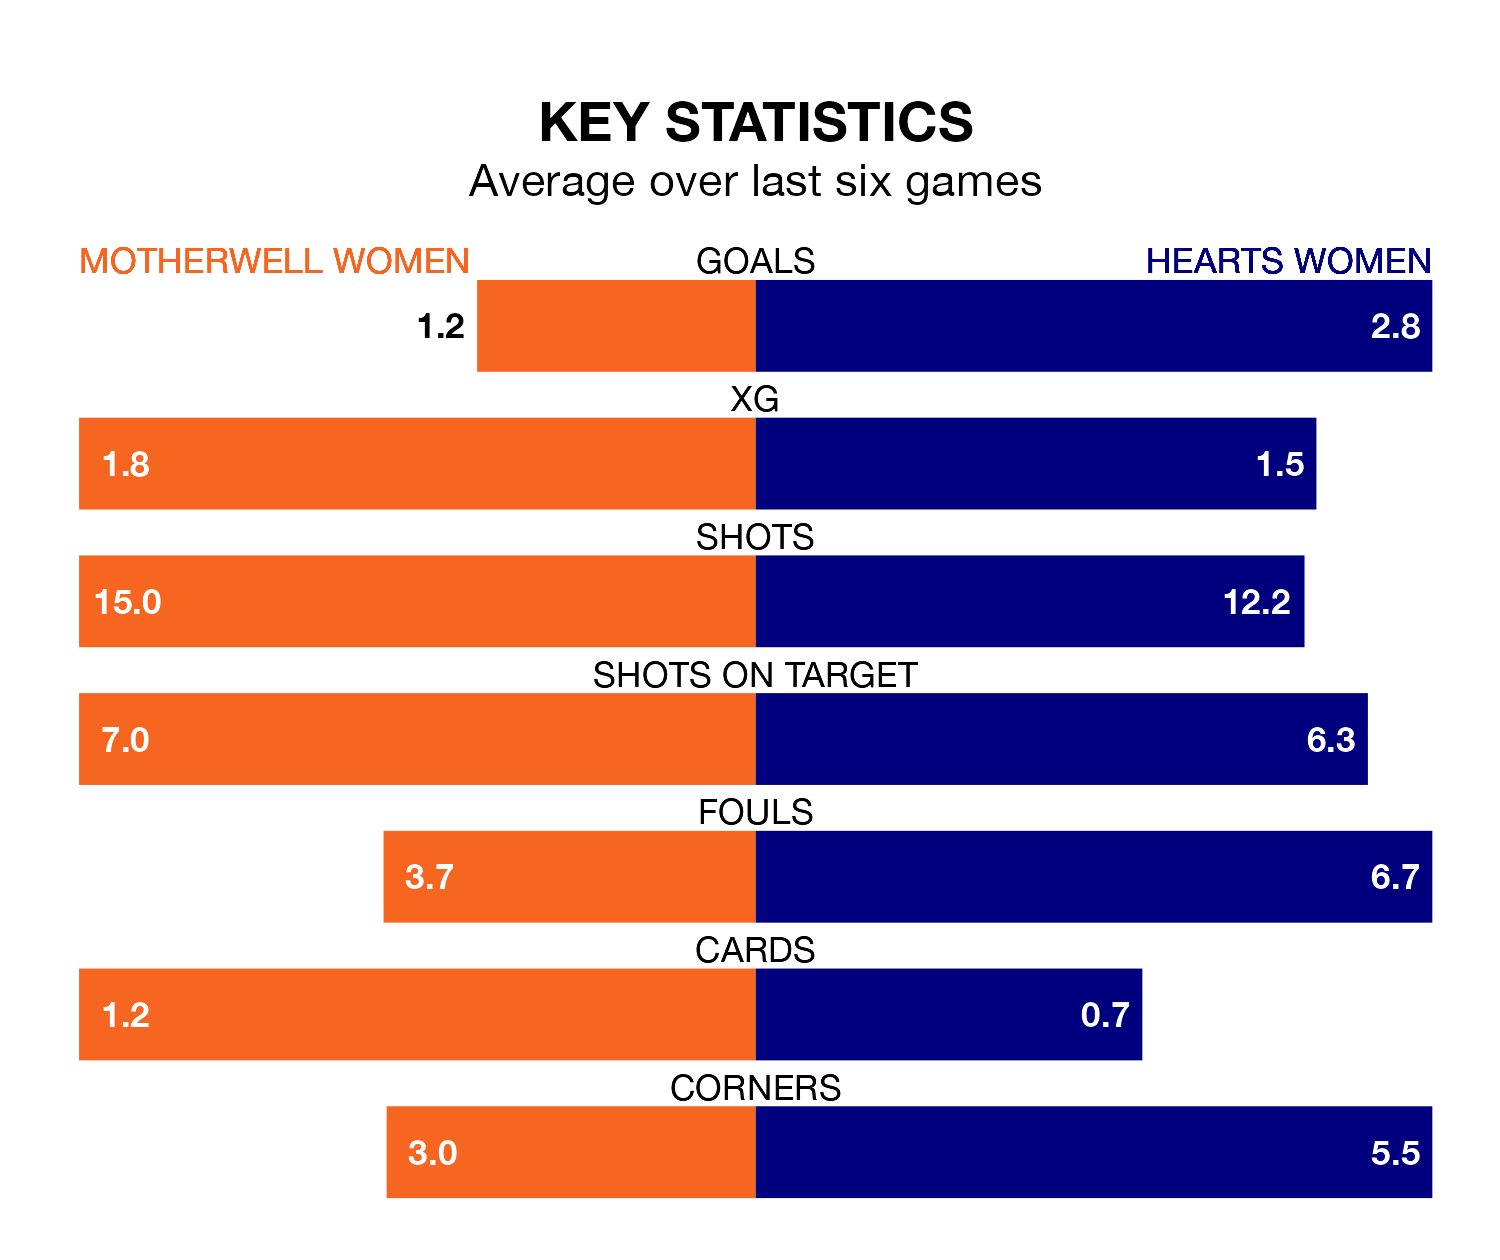 KEY STATISTICS
Average over last six games
MOTHERWELL WOMEN GOALS HEARTS WOMEN
1.2 2.8
XG
1.8 1.5
SHOTS
15.0 12.2
SHOTS ON TARGET
7.0 6.3
FOULS
3.7 6.7
CARDS
1.2 0.7
CORNERS
3.0 5.5